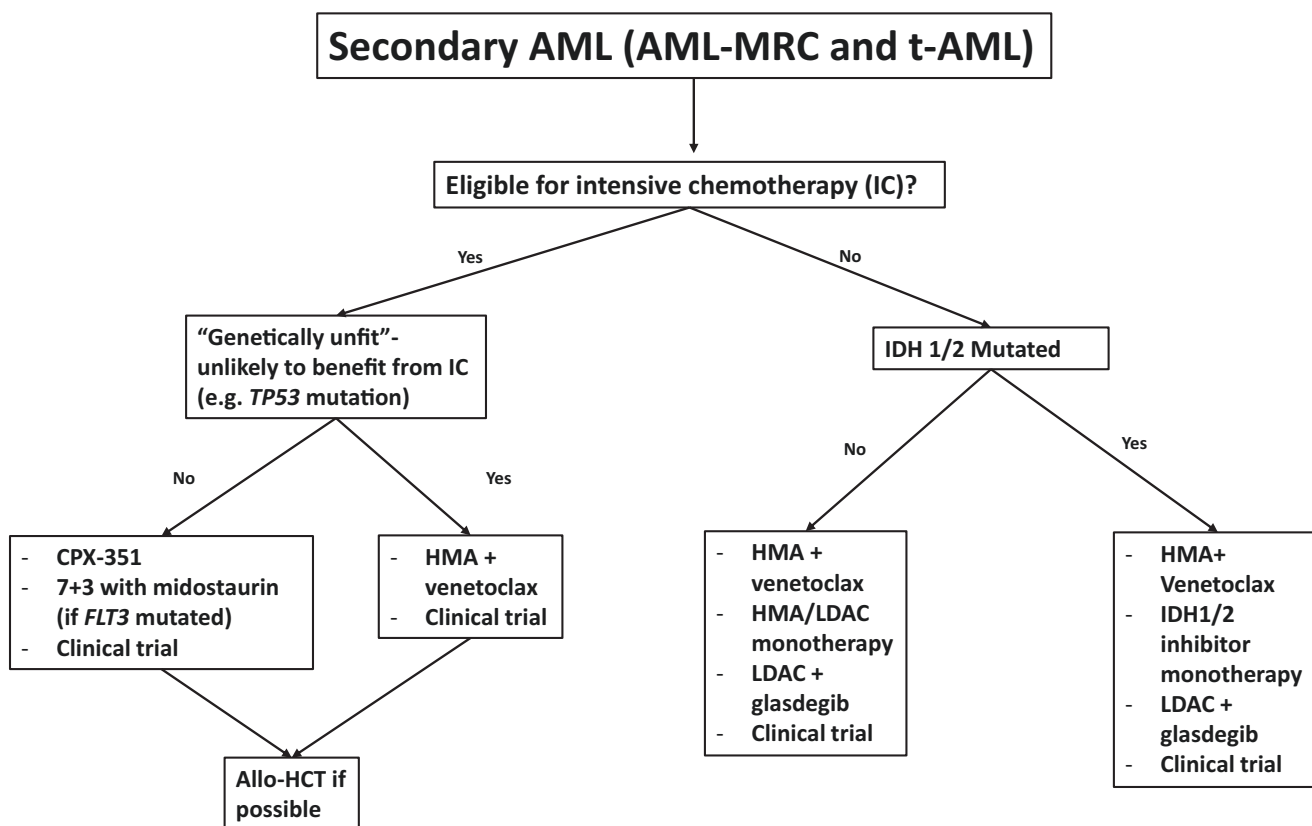 Secondary AML (AML-MRC and t-AML)
Eligible for intensive chemotherapy (IC)?
Yes
No
“Genetically unfit”-
unlikely to benefit from IC
(e.g. TP53 mutation)
IDH 1/2 Mutated
No
Yes
No
Yes
- CPX-351
- 7+3 with midostaurin
(if FLT3 mutated)
- Clinical trial
- HMA +
venetoclax
- Clinical trial
- HMA +
venetoclax
- HMA/LDAC
monotherapy
- LDAC +
glasdegib
- Clinical trial
- HMA+
Venetoclax
- IDH1/2
inhibitor
monotherapy
- LDAC +
glasdegib
- Clinical trial
Allo-HCT if
possible